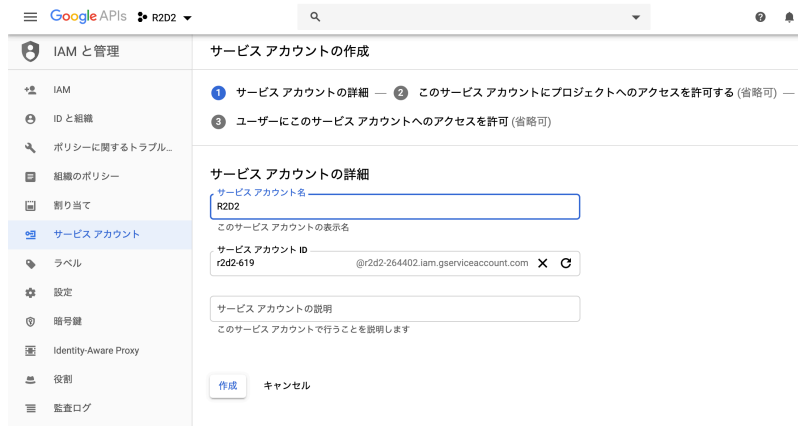 Google APIs R2D2
IAM と管理
サービス アカウントの作成
IAM
ID と組織
ポリシーに関するトラブル...
組織のポリシー
割り当て
サービス アカウント
ラベル
設定
暗号鍵
Identity-Aware Proxy
役割
監査ログ
1 サービス アカウントの詳細 — 2 このサービス アカウントにプロジェクトへのアクセスを許可する (省略可) —
3 ユーザーにこのサービス アカウントへのアクセスを許可 (省略可)
サービス アカウントの詳細
サービス アカウント名
R2D2
このサービス アカウントの表示名
サービス アカウント ID
r2d2-619 @r2d2-264402.iam.gserviceaccount.com
サービス アカウントの説明
このサービス アカウントで行うことを説明します
作成 キャンセル